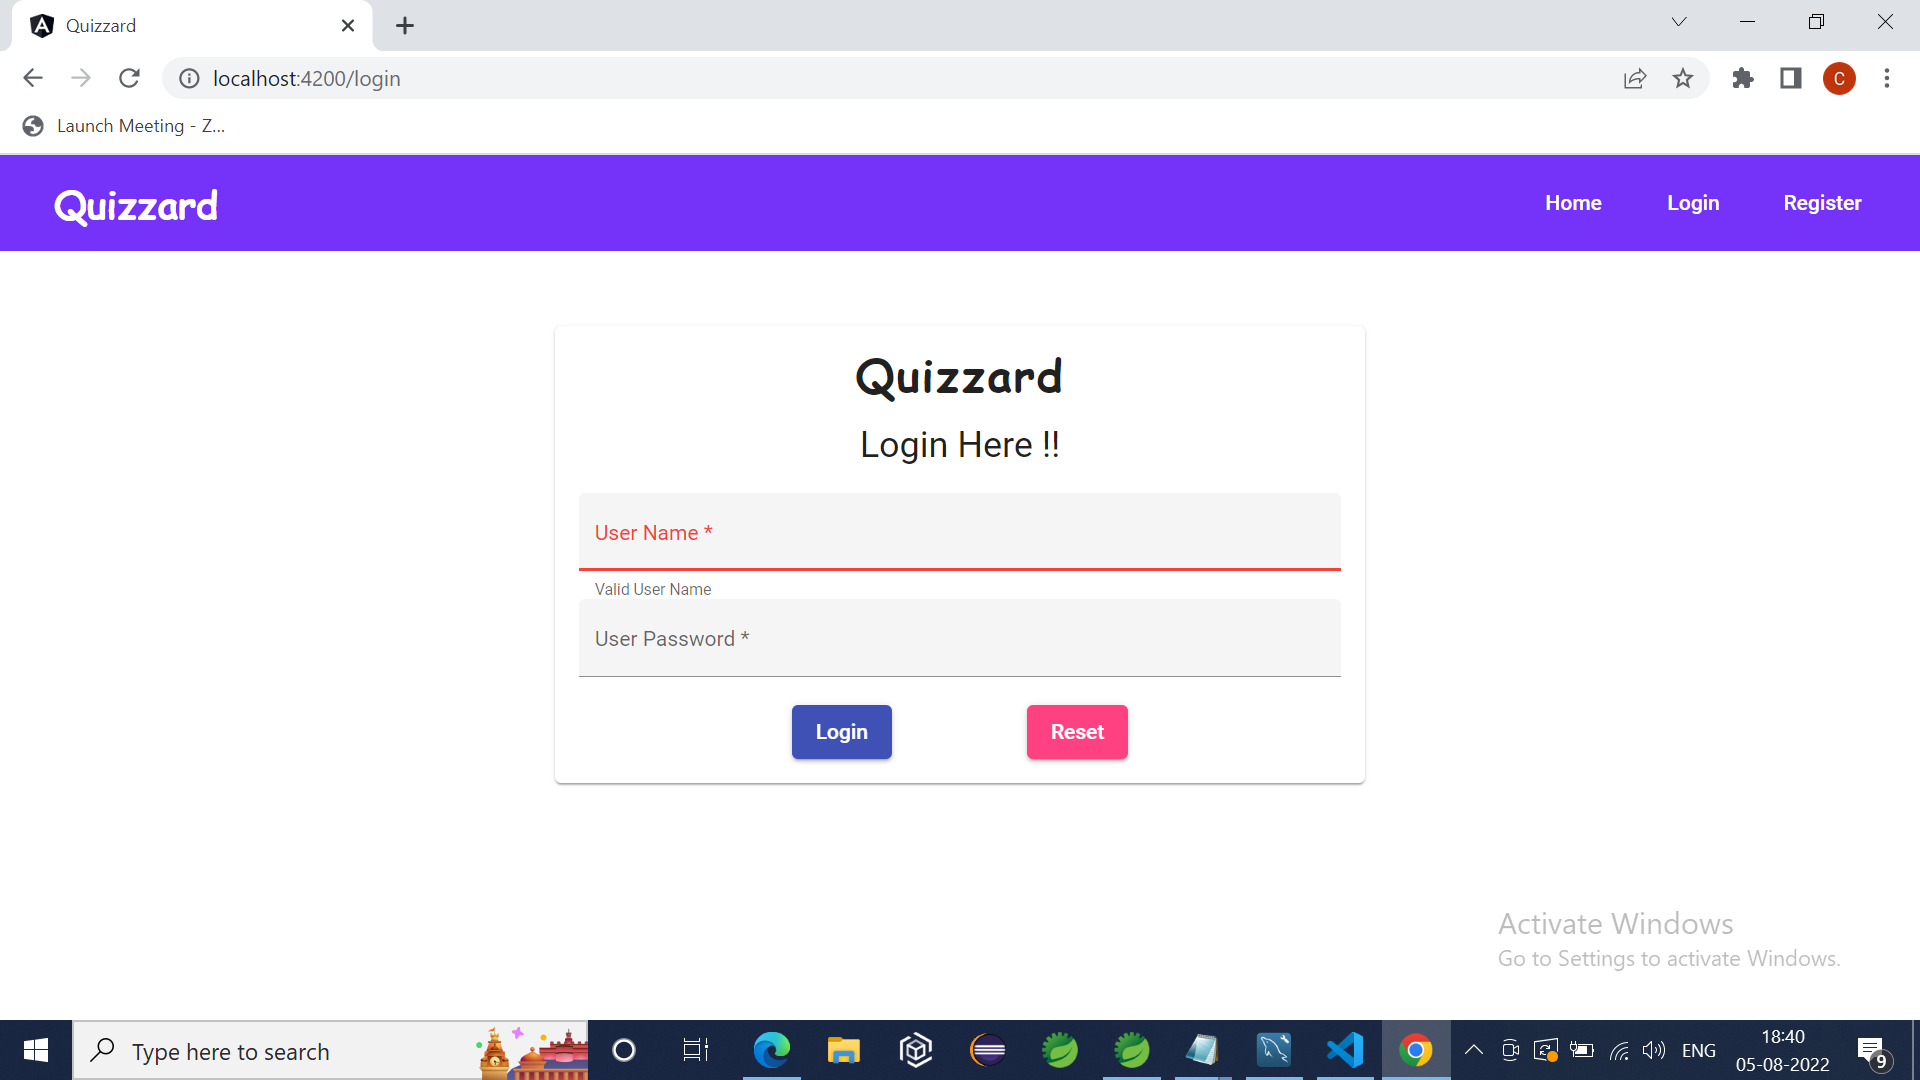 Quizzard
localhost:4200/login
C
Launch Meeting - Z...
Quizzard
Home
Login
Register
Quizzard
Login Here !!
User Name *
Valid User Name
User Password *
Login
Reset
Activate Windows
Go to Settings to activate Windows.
Type here to search
ENG
18:40
05-08-2022
9